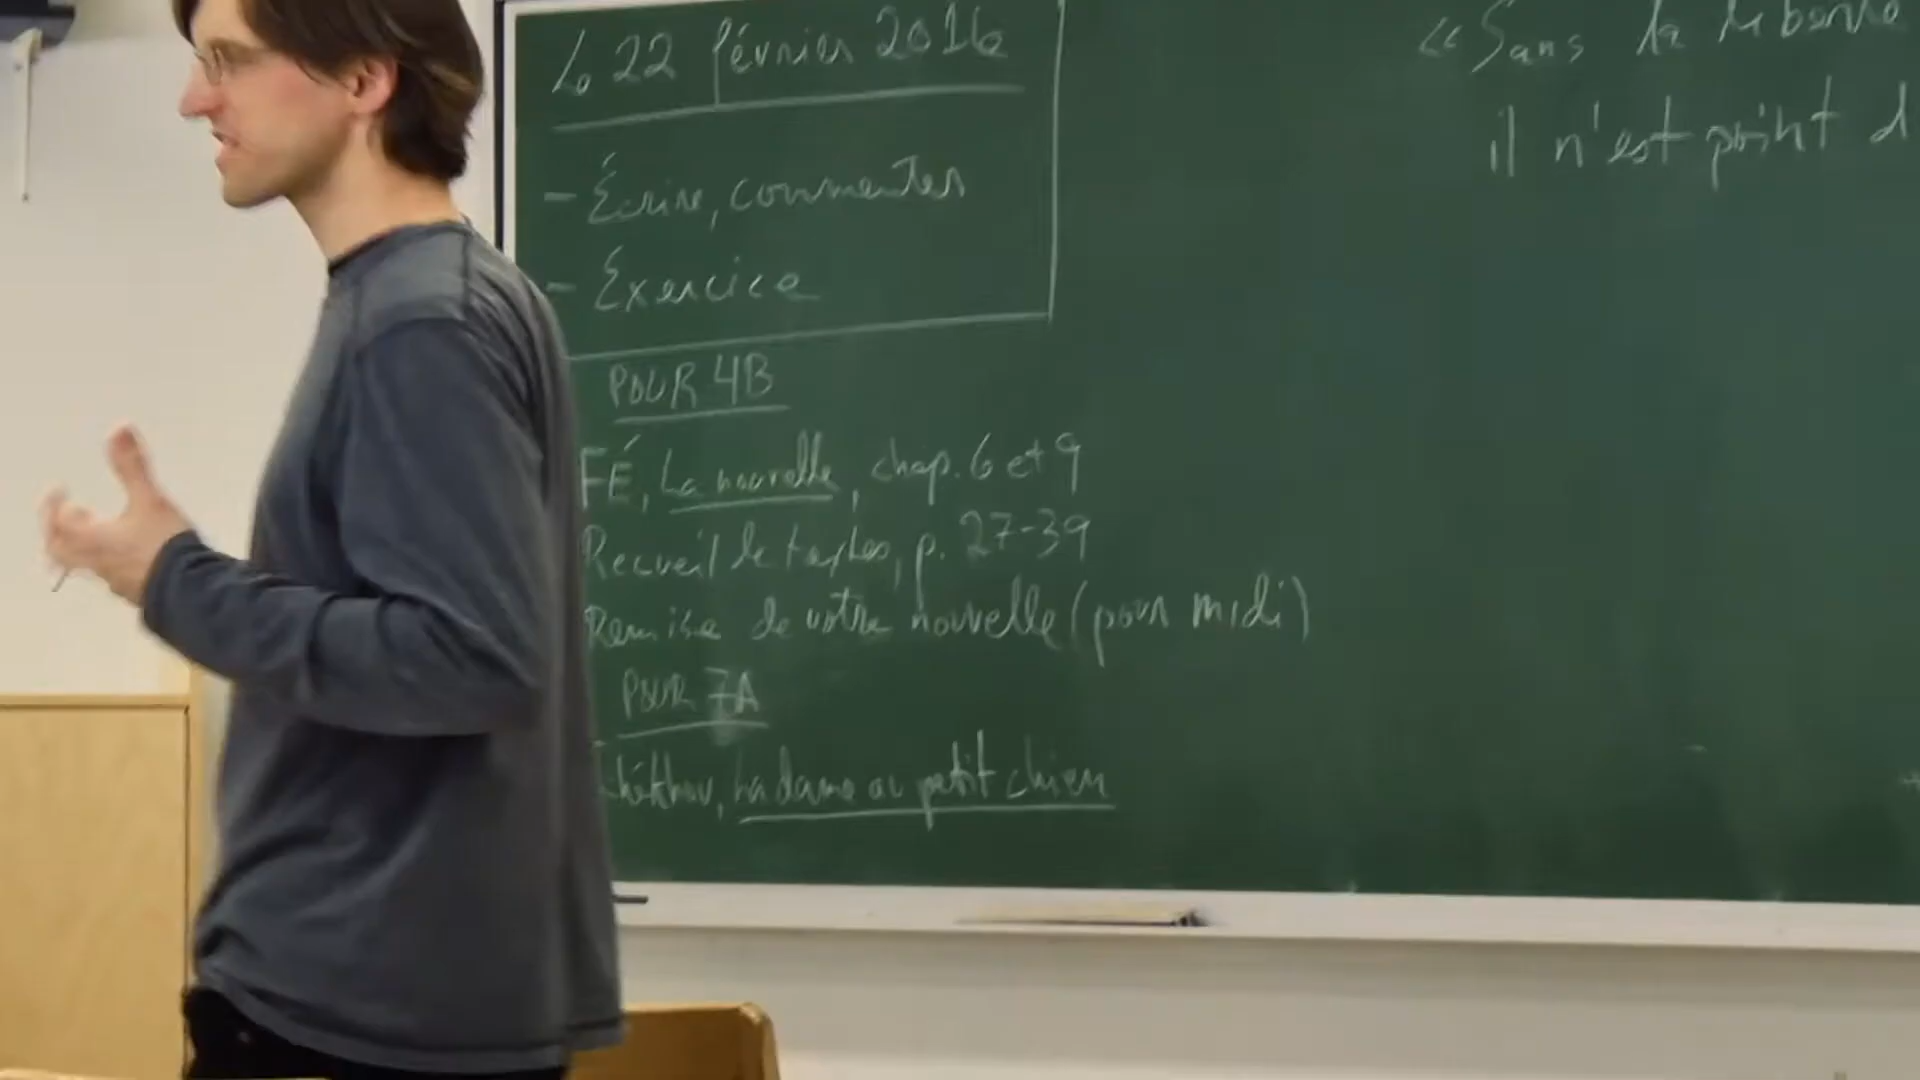 Le 22 février 2016
- Écrire, commenter
- Exercice
POUR 4B
FÉ, La nouvelle, chap. 6 et 9
Recueil de textes, p. 27-39
Remise de votre nouvelle (pour midi)
POUR 7A
La dame au petit chien
« Sans la
il n'est point d